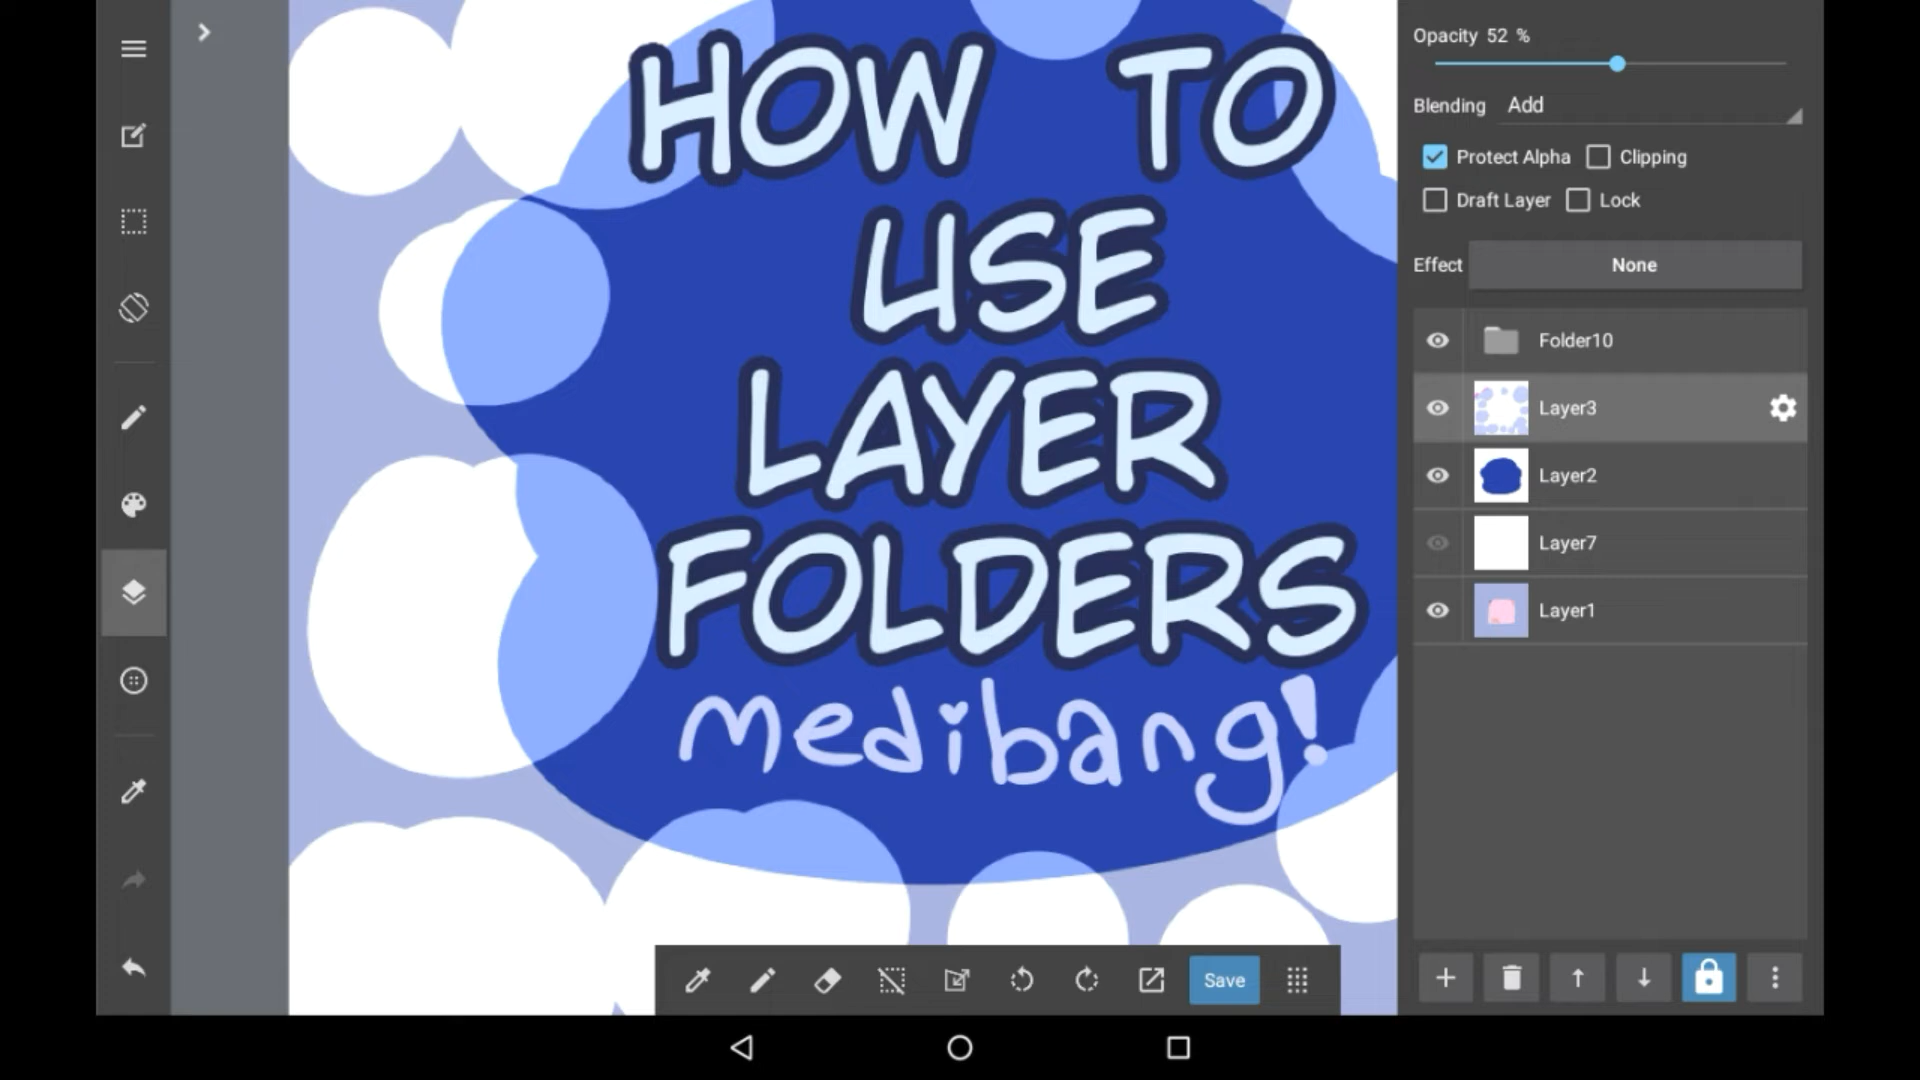 HOW TO
USE
LAYER
FOLDERS
medibang!
Opacity 52 %
Blending Add
Protect Alpha Clipping
Draft Layer Lock
Effect None
Folder10
Layer3
Layer2
Layer7
Layer1
Save